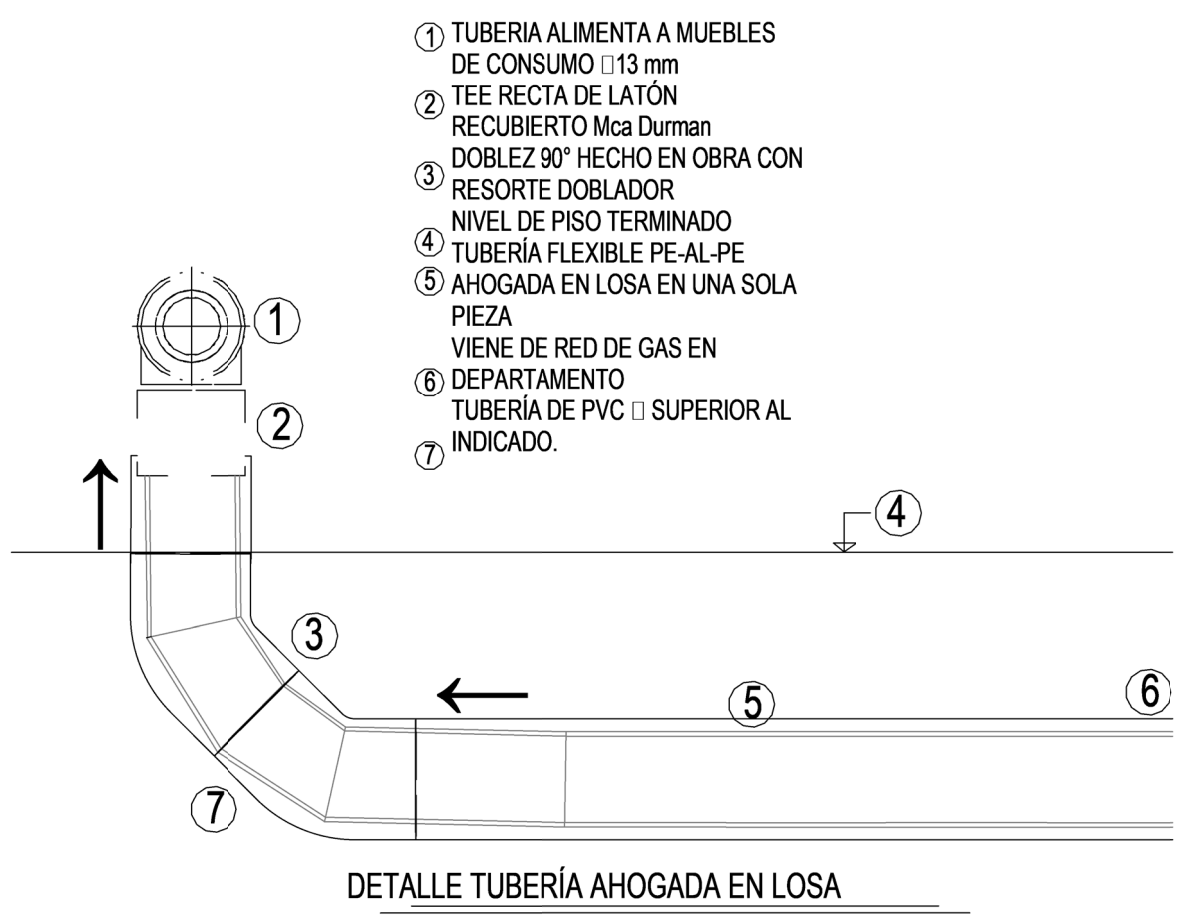 ① TUBERIA ALIMENTA A MUEBLES
DE CONSUMO □13 mm
② TEE RECTA DE LATÓN
RECUBIERTO Mca Durman
DOBLEZ 90° HECHO EN OBRA CON
③ RESORTE DOBLADOR
NIVEL DE PISO TERMINADO
④ TUBERÍA FLEXIBLE PE-AL-PE
⑤ AHOGADA EN LOSA EN UNA SOLA
PIEZA
VIENE DE RED DE GAS EN
⑥ DEPARTAMENTO
TUBERÍA DE PVC □ SUPERIOR AL
⑦ INDICADO.
①
②
④
③
⑤
⑥
⑦
DETALLE TUBERÍA AHOGADA EN LOSA